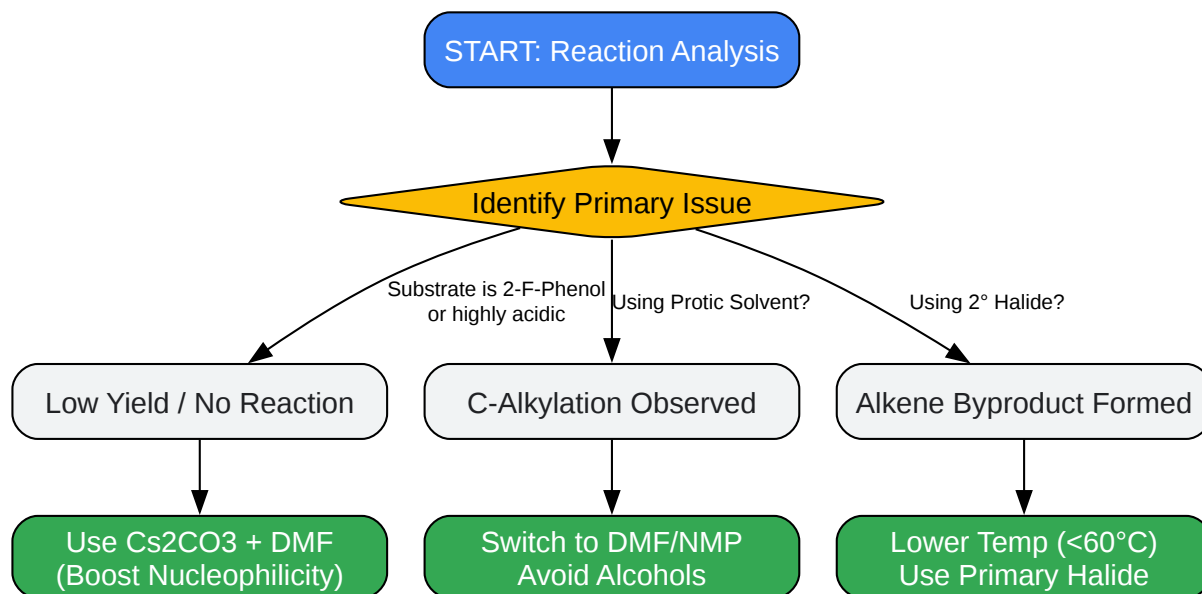 START: Reaction Analysis
Identify Primary Issue
Substrate is 2-F-Phenol
or highly acidic
Using Protic Solvent?
Using 2° Halide?
Low Yield / No Reaction
C-Alkylation Observed
Alkene Byproduct Formed
Use Cs2CO3 + DMF
(Boost Nucleophilicity)
Switch to DMF/NMP
Avoid Alcohols
Lower Temp (<60°C)
Use Primary Halide